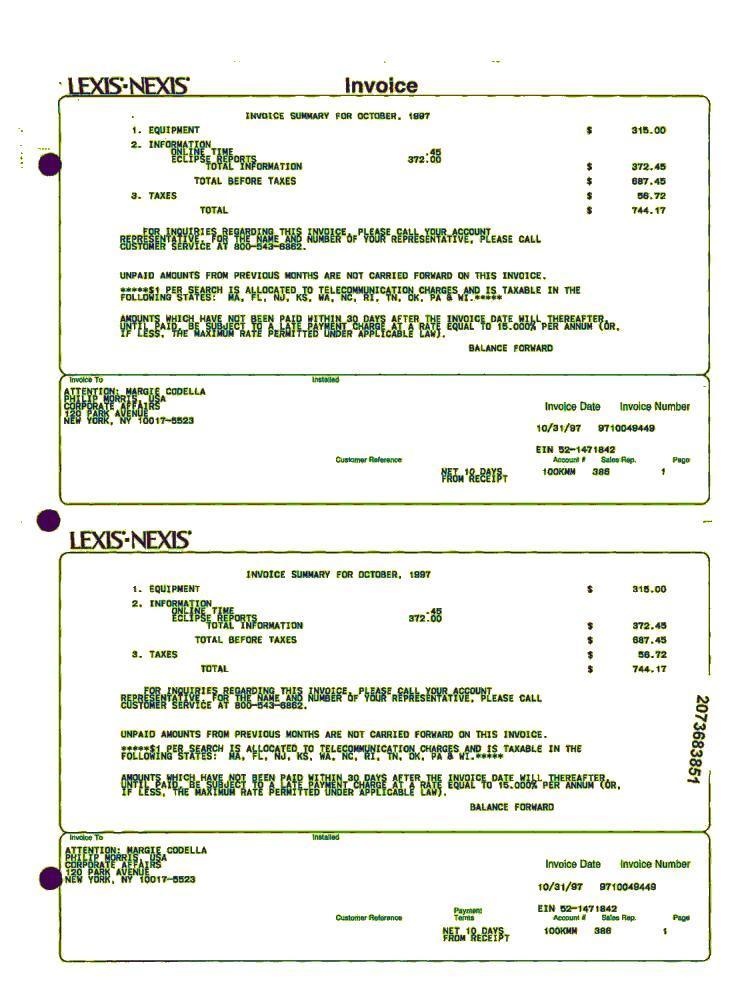 LEXIS·NEXIS
Invoice
INVOICE SUMMARY FOR OCTOBER, 1997
1. EQUIPMENT $ 315.00
2. INFORMATION
ONLINE TIME .45
ECLIPSE REPORTS 372.00
TOTAL INFORMATION $ 372.45
TOTAL BEFORE TAXES $ 687.45
3. TAXES $ 56.72
TOTAL $ 744.17
FOR INQUIRIES REGARDING THIS INVOICE, PLEASE CALL YOUR ACCOUNT
REPRESENTATIVE. FOR THE NAME AND NUMBER OF YOUR REPRESENTATIVE, PLEASE CALL
CUSTOMER SERVICE AT 800-543-6862.
UNPAID AMOUNTS FROM PREVIOUS MONTHS ARE NOT CARRIED FORWARD ON THIS INVOICE.
*****$1 PER SEARCH IS ALLOCATED TO TELECOMMUNICATION CHARGES AND IS TAXABLE IN THE
FOLLOWING STATES: MA, FL, NJ, KS, WA, NC, RI, TN, OK, PA & WI.*****
AMOUNTS WHICH HAVE NOT BEEN PAID WITHIN 30 DAYS AFTER THE INVOICE DATE WILL THEREAFTER,
UNTIL PAID, BE SUBJECT TO A LATE PAYMENT CHARGE AT A RATE EQUAL TO 15.000% PER ANNUM (OR,
IF LESS, THE MAXIMUM RATE PERMITTED UNDER APPLICABLE LAW).
BALANCE FORWARD
Invoice To Installed
ATTENTION: MARGIE CODELLA
PHILIP MORRIS, USA
CORPORATE AFFAIRS
120 PARK AVENUE
NEW YORK, NY 10017-5523
Invoice Date Invoice Number
10/31/97 9710049449
EIN 52-1471842
Customer Reference Account # Sales Rep. Page
NET 10 DAYS
FROM RECEIPT
100KMM 386 1
LEXIS·NEXIS
INVOICE SUMMARY FOR OCTOBER, 1997
1. EQUIPMENT $ 315.00
2. INFORMATION
ONLINE TIME .45
ECLIPSE REPORTS 372.00
TOTAL INFORMATION $ 372.45
TOTAL BEFORE TAXES $ 687.45
3. TAXES $ 56.72
TOTAL $ 744.17
FOR INQUIRIES REGARDING THIS INVOICE, PLEASE CALL YOUR ACCOUNT
REPRESENTATIVE. FOR THE NAME AND NUMBER OF YOUR REPRESENTATIVE, PLEASE CALL
CUSTOMER SERVICE AT 800-543-6862.
UNPAID AMOUNTS FROM PREVIOUS MONTHS ARE NOT CARRIED FORWARD ON THIS INVOICE.
*****$1 PER SEARCH IS ALLOCATED TO TELECOMMUNICATION CHARGES AND IS TAXABLE IN THE
FOLLOWING STATES: MA, FL, NJ, KS, WA, NC, RI, TN, OK, PA & WI.*****
AMOUNTS WHICH HAVE NOT BEEN PAID WITHIN 30 DAYS AFTER THE INVOICE DATE WILL THEREAFTER,
UNTIL PAID, BE SUBJECT TO A LATE PAYMENT CHARGE AT A RATE EQUAL TO 15.000% PER ANNUM (OR,
IF LESS, THE MAXIMUM RATE PERMITTED UNDER APPLICABLE LAW).
BALANCE FORWARD
2073683851
Invoice To Installed
ATTENTION: MARGIE CODELLA
PHILIP MORRIS, USA
CORPORATE AFFAIRS
120 PARK AVENUE
NEW YORK, NY 10017-5523
Invoice Date Invoice Number
10/31/97 9710049449
EIN 52-1471842
Customer Reference Payment Terms Account # Sales Rep. Page
NET 10 DAYS
FROM RECEIPT
100KMM 386 1